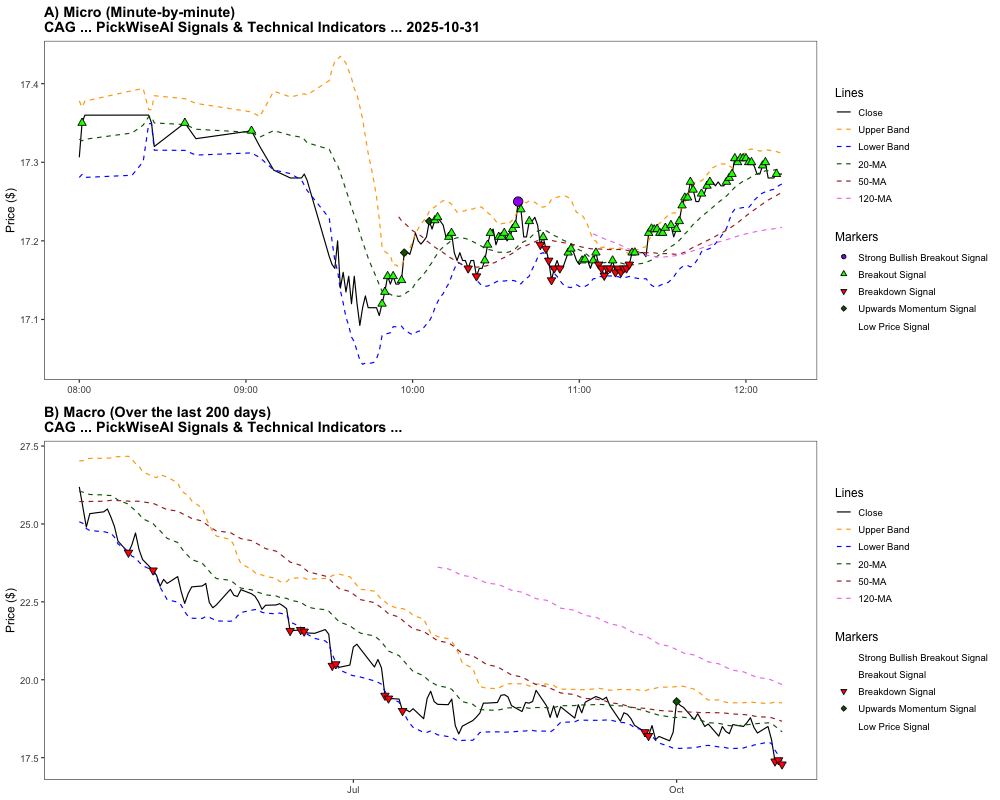 A) Micro (Minute-by-minute)
CAG ... PickWiseAI Signals & Technical Indicators ... 2025-10-31
Price ($)
17.4
17.3
17.2
17.1
08:00
09:00
10:00
11:00
12:00
Lines
Close
Upper Band
Lower Band
20-MA
50-MA
120-MA
Markers
Strong Bullish Breakout Signal
Breakout Signal
Breakdown Signal
Upwards Momentum Signal
Low Price Signal
B) Macro (Over the last 200 days)
CAG ... PickWiseAI Signals & Technical Indicators ...
Price ($)
27.5
25.0
22.5
20.0
17.5
Jul
Oct
Lines
Close
Upper Band
Lower Band
20-MA
50-MA
120-MA
Markers
Strong Bullish Breakout Signal
Breakout Signal
Breakdown Signal
Upwards Momentum Signal
Low Price Signal